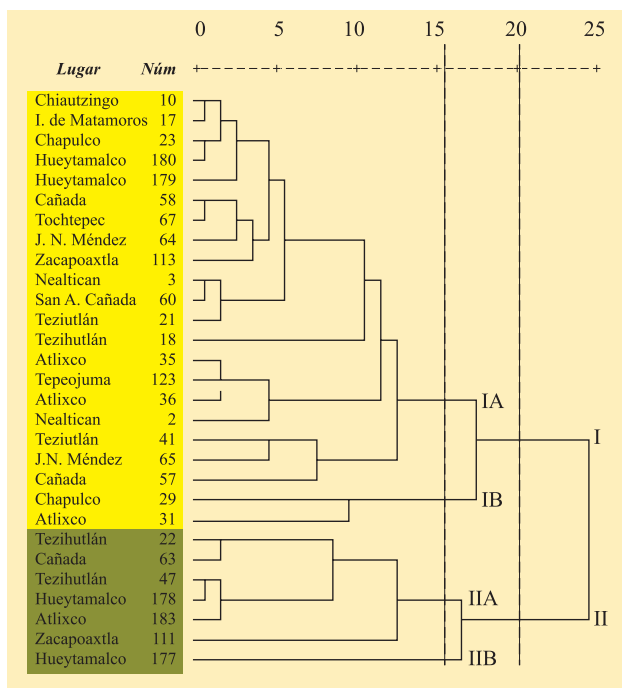 0 5 10 15 20 25
Lugar Núm
Chiautzingo 10
I. de Matamoros 17
Chapulco 23
Hueytamalco 180
Hueytamalco 179
Cañada 58
Tochtepec 67
J. N. Méndez 64
Zacapoaxtla 113
Nealtican 3
San A. Cañada 60
Teziutlán 21
Tezihutlán 18
Atlixco 35
Tepeojuma 123
Atlixco 36
IA
Nealtican 2
Teziutlán 41
I
J.N. Méndez 65
Cañada 57
Chapulco 29
IB
Atlixco 31
Tezihutlán 22
Cañada 63
Tezihutlán 47
Hueytamalco 178
IIA
Atlixco 183
II
Zacapoaxtla 111
Hueytamalco 177
IIB